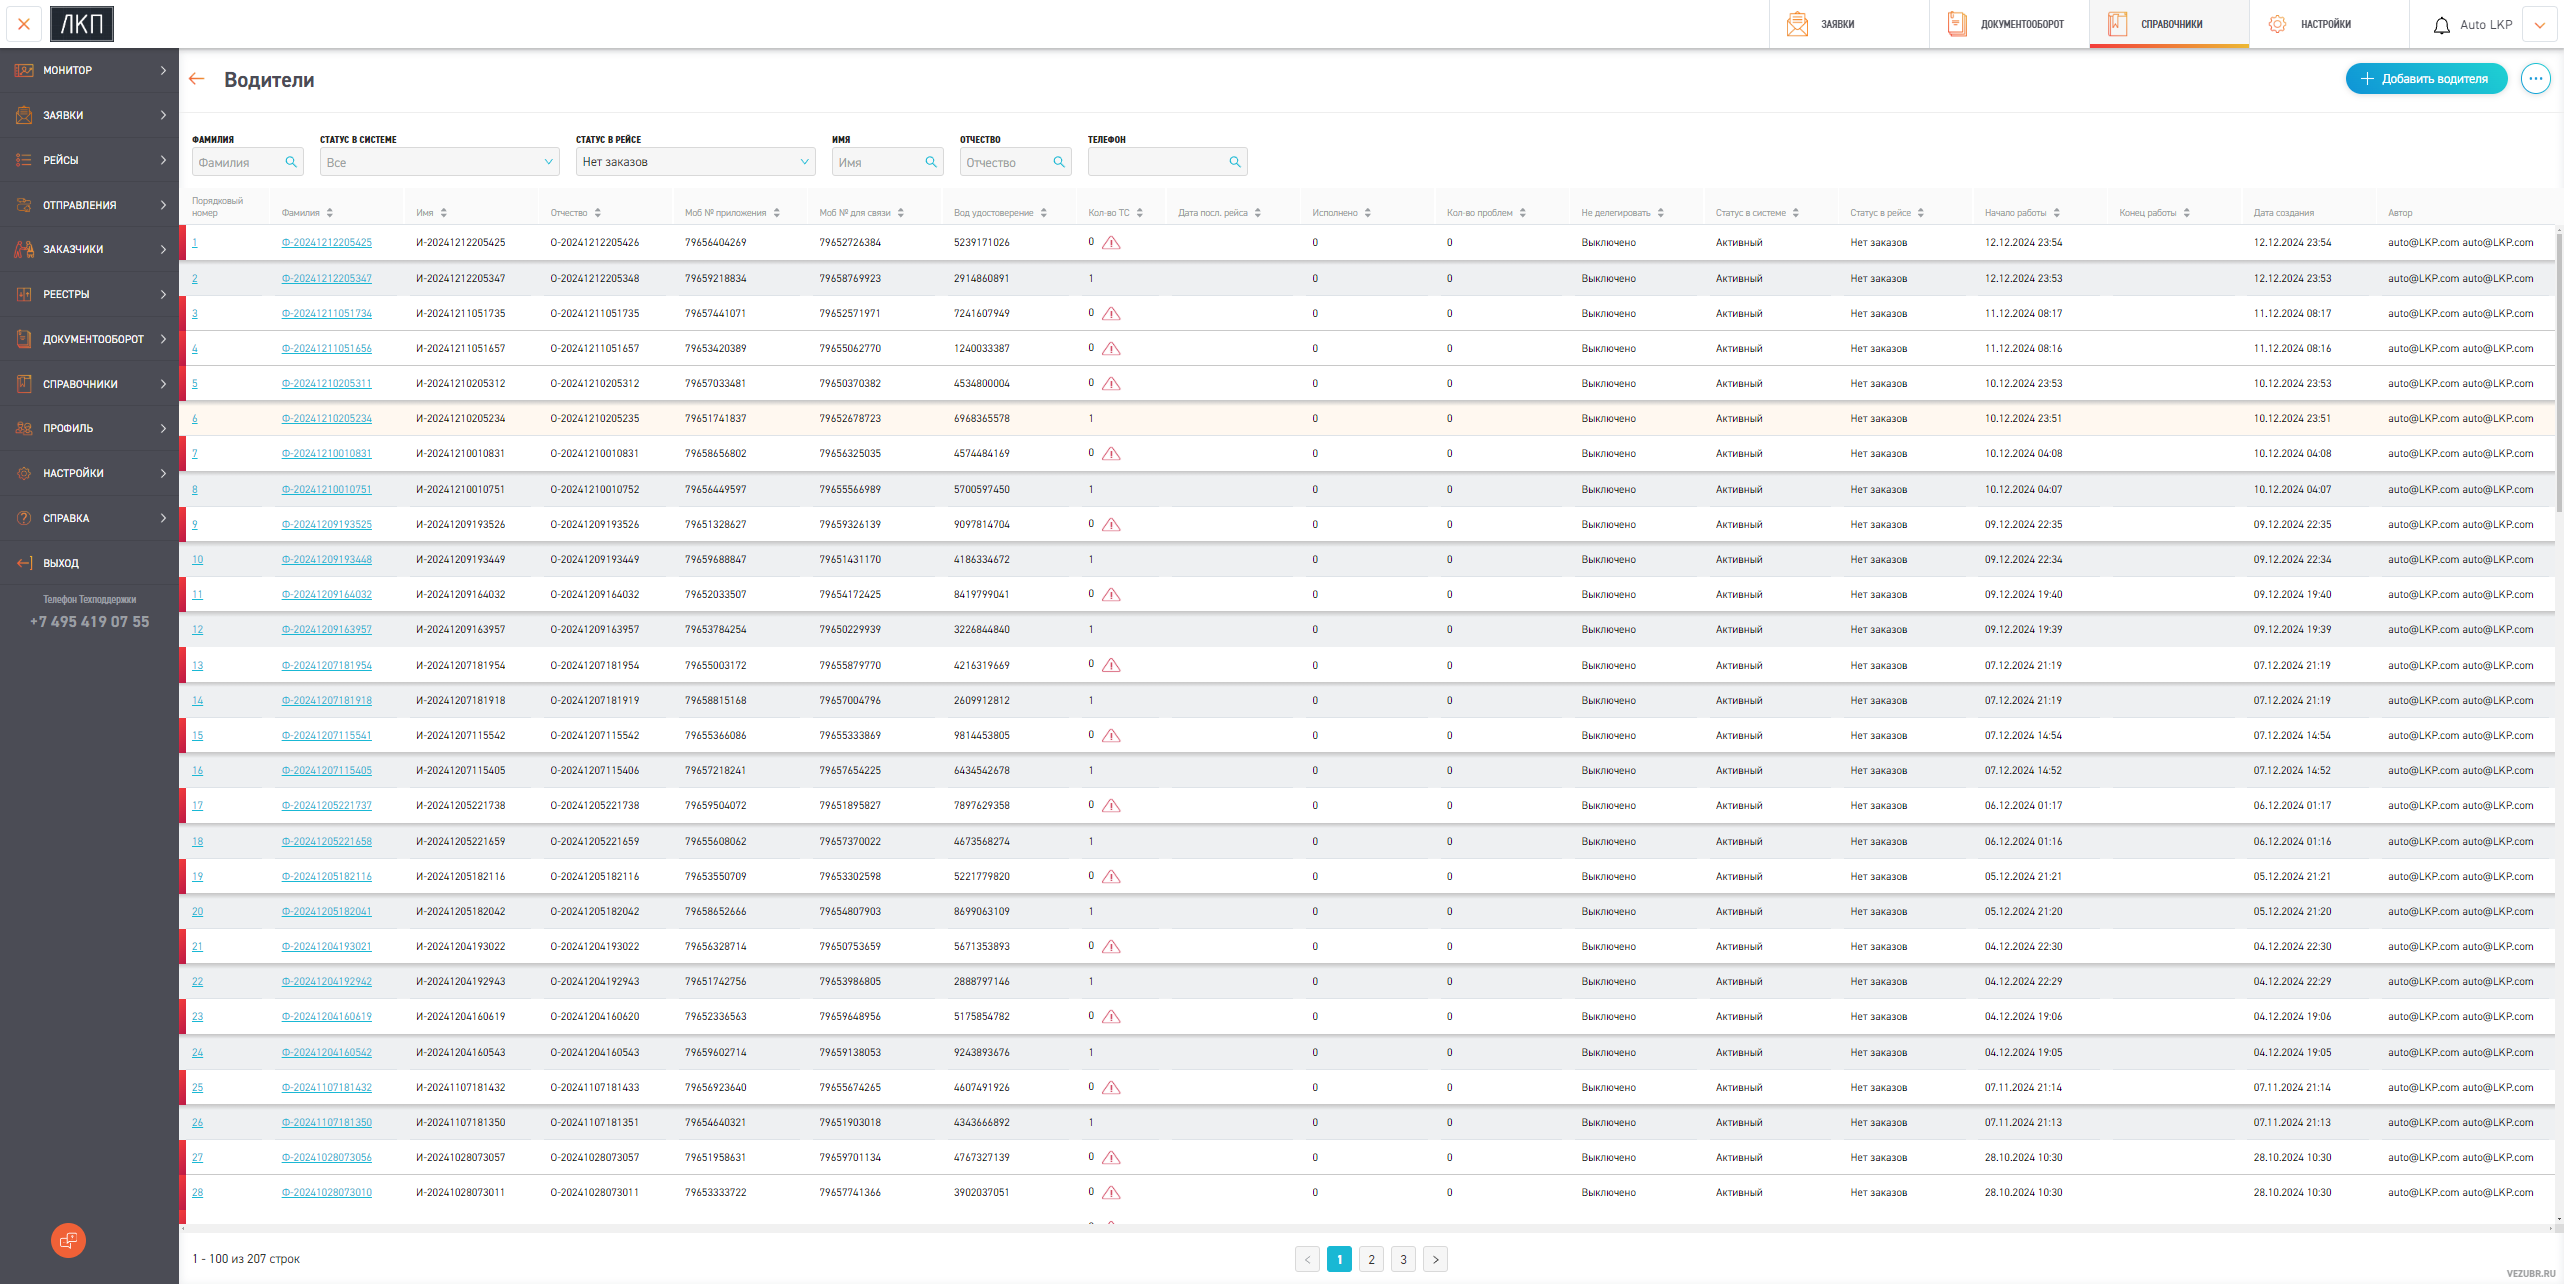 ЛКП ЗАЯВКИ ДОКУМЕНТООБОРОТ СПРАВОЧНИКИ НАСТРОЙКИ Auto LKP
МОНИТОР
ЗАЯВКИ
РЕЙСЫ
ОТПРАВЛЕНИЯ
ЗАКАЗЧИКИ
РЕЕСТРЫ
ДОКУМЕНТООБОРОТ
СПРАВОЧНИКИ
ПРОФИЛЬ
НАСТРОЙКИ
СПРАВКА
ВЫХОД
Телефон Техподдержки
+7 495 419 07 55
Водители
+ Добавить водителя
ФАМИЛИЯ СТАТУС В СИСТЕМЕ СТАТУС В РЕЙСЕ ИМЯ ОТЧЕСТВО ТЕЛЕФОН
Фамилия Все Нет заказов Имя Отчество
Порядковый номер Фамилия Имя Отчество Моб № приложения Моб № для связи Вод удостоверение Кол-во ТС Дата посл. рейса Исполнено Кол-во проблем Не делегировать Статус в системе Статус в рейсе Начало работы Конец работы Дата создания Автор
1 Ф-20241212205425 И-20241212205425 О-20241212205426 79656404269 79652726384 5239171026 0 0 0 Выключено Активный Нет заказов 12.12.2024 23:54 12.12.2024 23:54 auto@LKP.com auto@LKP.com
2 Ф-20241212205347 И-20241212205347 О-20241212205348 79659218834 79658769923 2914860891 1 0 0 Выключено Активный Нет заказов 12.12.2024 23:53 12.12.2024 23:53 auto@LKP.com auto@LKP.com
3 Ф-20241211051734 И-20241211051735 О-20241211051735 79657441071 79652571971 7241607949 0 0 0 Выключено Активный Нет заказов 11.12.2024 08:17 11.12.2024 08:17 auto@LKP.com auto@LKP.com
4 Ф-20241211051656 И-20241211051657 О-20241211051657 79653420389 79655062770 1240033387 0 0 0 Выключено Активный Нет заказов 11.12.2024 08:16 11.12.2024 08:16 auto@LKP.com auto@LKP.com
5 Ф-20241210205311 И-20241210205312 О-20241210205312 79657033481 79650370382 4534800004 0 0 0 Выключено Активный Нет заказов 10.12.2024 23:53 10.12.2024 23:53 auto@LKP.com auto@LKP.com
6 Ф-20241210205234 И-20241210205234 О-20241210205235 79651741837 79652678723 6968365578 1 0 0 Выключено Активный Нет заказов 10.12.2024 23:51 10.12.2024 23:51 auto@LKP.com auto@LKP.com
7 Ф-20241210010831 И-20241210010831 О-20241210010831 79658656802 79656325035 4574484169 0 0 0 Выключено Активный Нет заказов 10.12.2024 04:08 10.12.2024 04:08 auto@LKP.com auto@LKP.com
8 Ф-20241210010751 И-20241210010751 О-20241210010752 79656449597 79655566989 5700597450 1 0 0 Выключено Активный Нет заказов 10.12.2024 04:07 10.12.2024 04:07 auto@LKP.com auto@LKP.com
9 Ф-20241209193525 И-20241209193526 О-20241209193526 79651328627 79659326139 9097814704 0 0 0 Выключено Активный Нет заказов 09.12.2024 22:35 09.12.2024 22:35 auto@LKP.com auto@LKP.com
10 Ф-20241209193448 И-20241209193449 О-20241209193449 79659688847 79651431170 4186334672 1 0 0 Выключено Активный Нет заказов 09.12.2024 22:34 09.12.2024 22:34 auto@LKP.com auto@LKP.com
11 Ф-20241209164032 И-20241209164032 О-20241209164032 79652033507 79654172425 8419799041 0 0 0 Выключено Активный Нет заказов 09.12.2024 19:40 09.12.2024 19:40 auto@LKP.com auto@LKP.com
12 Ф-20241209163957 И-20241209163957 О-20241209163957 79653784254 79650229939 3226844840 1 0 0 Выключено Активный Нет заказов 09.12.2024 19:39 09.12.2024 19:39 auto@LKP.com auto@LKP.com
13 Ф-20241207181954 И-20241207181954 О-20241207181954 79655003172 79655879770 4216319669 0 0 0 Выключено Активный Нет заказов 07.12.2024 21:19 07.12.2024 21:19 auto@LKP.com auto@LKP.com
14 Ф-20241207181918 И-20241207181918 О-20241207181919 79658815168 79657004796 2609912812 1 0 0 Выключено Активный Нет заказов 07.12.2024 21:19 07.12.2024 21:19 auto@LKP.com auto@LKP.com
15 Ф-20241207115541 И-20241207115542 О-20241207115542 79655366086 79655333869 9814453805 0 0 0 Выключено Активный Нет заказов 07.12.2024 14:54 07.12.2024 14:54 auto@LKP.com auto@LKP.com
16 Ф-20241207115405 И-20241207115405 О-20241207115406 79657218241 79657654225 6434542678 1 0 0 Выключено Активный Нет заказов 07.12.2024 14:52 07.12.2024 14:52 auto@LKP.com auto@LKP.com
17 Ф-20241205221737 И-20241205221738 О-20241205221738 79659504072 79651895827 7897629358 0 0 0 Выключено Активный Нет заказов 06.12.2024 01:17 06.12.2024 01:17 auto@LKP.com auto@LKP.com
18 Ф-20241205221658 И-20241205221659 О-20241205221659 79655608062 79657370022 4673568274 1 0 0 Выключено Активный Нет заказов 06.12.2024 01:16 06.12.2024 01:16 auto@LKP.com auto@LKP.com
19 Ф-20241205182116 И-20241205182116 О-20241205182116 79653550709 79653302598 5221779820 0 0 0 Выключено Активный Нет заказов 05.12.2024 21:21 05.12.2024 21:21 auto@LKP.com auto@LKP.com
20 Ф-20241205182041 И-20241205182042 О-20241205182042 79658652666 79654807903 8699063109 1 0 0 Выключено Активный Нет заказов 05.12.2024 21:20 05.12.2024 21:20 auto@LKP.com auto@LKP.com
21 Ф-20241204193021 И-20241204193022 О-20241204193022 79656328714 79650753659 5671353893 0 0 0 Выключено Активный Нет заказов 04.12.2024 22:30 04.12.2024 22:30 auto@LKP.com auto@LKP.com
22 Ф-20241204192942 И-20241204192943 О-20241204192943 79651742756 79653986805 2888797146 1 0 0 Выключено Активный Нет заказов 04.12.2024 22:29 04.12.2024 22:29 auto@LKP.com auto@LKP.com
23 Ф-20241204160619 И-20241204160619 О-20241204160620 79652336563 79659648956 5175854782 0 0 0 Выключено Активный Нет заказов 04.12.2024 19:06 04.12.2024 19:06 auto@LKP.com auto@LKP.com
24 Ф-20241204160542 И-20241204160543 О-20241204160543 79659602714 79659138053 9243893676 1 0 0 Выключено Активный Нет заказов 04.12.2024 19:05 04.12.2024 19:05 auto@LKP.com auto@LKP.com
25 Ф-20241107181432 И-20241107181432 О-20241107181433 79656923640 79655674265 4607491926 0 0 0 Выключено Активный Нет заказов 07.11.2024 21:14 07.11.2024 21:14 auto@LKP.com auto@LKP.com
26 Ф-20241107181350 И-20241107181350 О-20241107181351 79654640321 79651903018 4343666892 1 0 0 Выключено Активный Нет заказов 07.11.2024 21:13 07.11.2024 21:13 auto@LKP.com auto@LKP.com
27 Ф-20241028073056 И-20241028073057 О-20241028073057 79651958631 79659701134 4767327139 0 0 0 Выключено Активный Нет заказов 28.10.2024 10:30 28.10.2024 10:30 auto@LKP.com auto@LKP.com
28 Ф-20241028073010 И-20241028073011 О-20241028073011 79653333722 79657741366 3902037051 0 0 0 Выключено Активный Нет заказов 28.10.2024 10:30 28.10.2024 10:30 auto@LKP.com auto@LKP.com
1 - 100 из 207 строк < 1 2 3 >
VEZUBR.RU